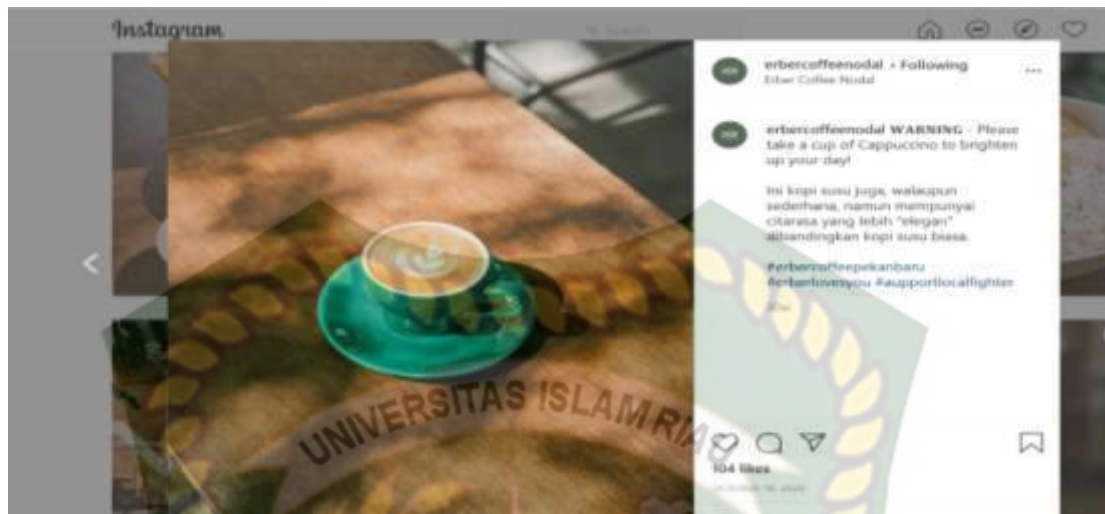 Instagram
Search
erbercoffeenodal • Following
Erber Coffee Nodal
erbercoffeenodal WARNING - Please
take a cup of Cappuccino to brighten
up your day!
Ini kopi susu juga, walaupun
sederhana, namun mempunyai
citarasa yang lebih "elegan"
dibandingkan kopi susu biasa.
#erbercoffeepekanbaru
#erberlovesyou #aupportlocalfighter
UNIVERSITAS ISLAM RIAU
104 likes